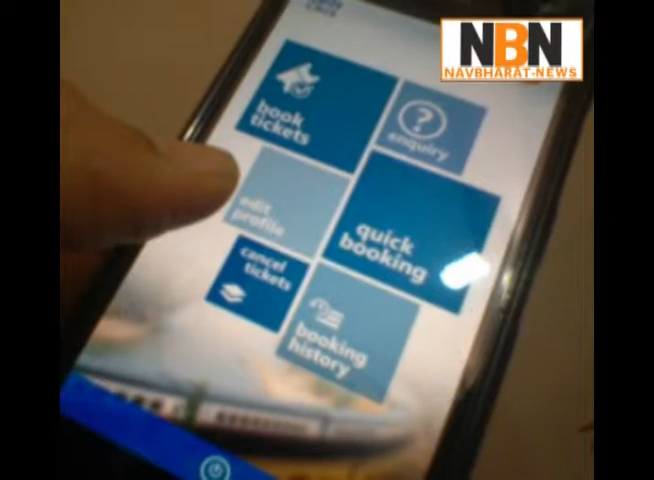 NBN
NAVBHARAT-NEWS
book
tickets
enquiry
edit
profile
quick
booking
cancel
tickets
booking
history